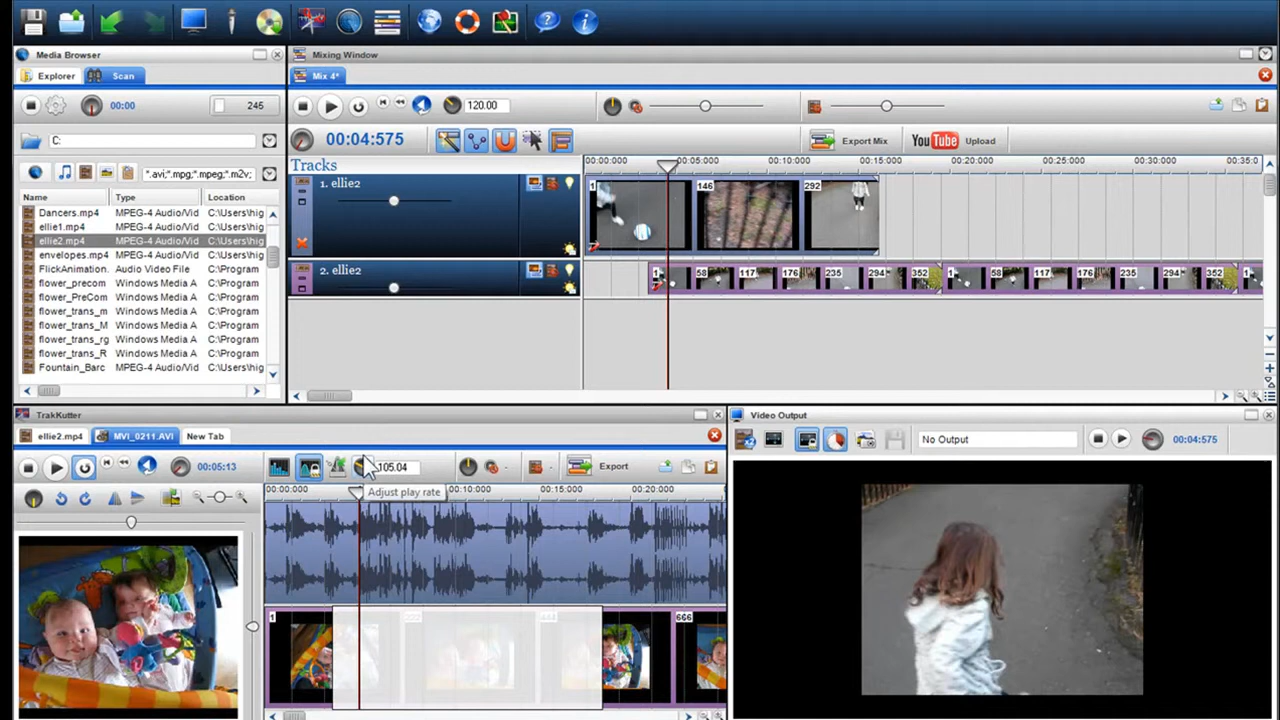 Media Browser
Mixing Window
Explorer
Scan
Mix 4*
00:00
245
120.00
C:
00:04:575
Export Mix
YouTube
Upload
*.avi;*.mpg;*.mpeg;*.m2v;
Tracks
00:00:000
00:05:000
00:10:000
00:15:000
00:20:000
00:25:000
00:30:000
00:35:0
Name
Type
Location
Dancers.mp4 MPEG-4 Audio/Vid C:\Users\hig
ellie1.mp4 MPEG-4 Audio/Vid C:\Users\hig
ellie2.mp4 MPEG-4 Audio/Vid C:\Users\hig
envelopes.mp4 MPEG-4 Audio/Vid C:\Users\hig
FlickAnimation. Audio Video File C:\Program
flower_precom Windows Media A C:\Program
flower_PreCom Windows Media A C:\Program
flower_trans_m Windows Media A C:\Program
flower_trans_M Windows Media A C:\Program
flower_trans_rg Windows Media A C:\Program
flower_trans_R Windows Media A C:\Program
Fountain_Barc MPEG-4 Audio/Vid C:\Users\hig
1. ellie2
1
146
292
2. ellie2
1 58 117 176 235 294 352 1 58 117 176 235 294 352 1
TrakKutter
Video Output
ellie2.mp4
MVI_0211.AVI
New Tab
No Output
00:04:575
00:05:13
105.04
Export
Adjust play rate
00:00:000
00:10:000
00:15:000
00:20:000
1
666